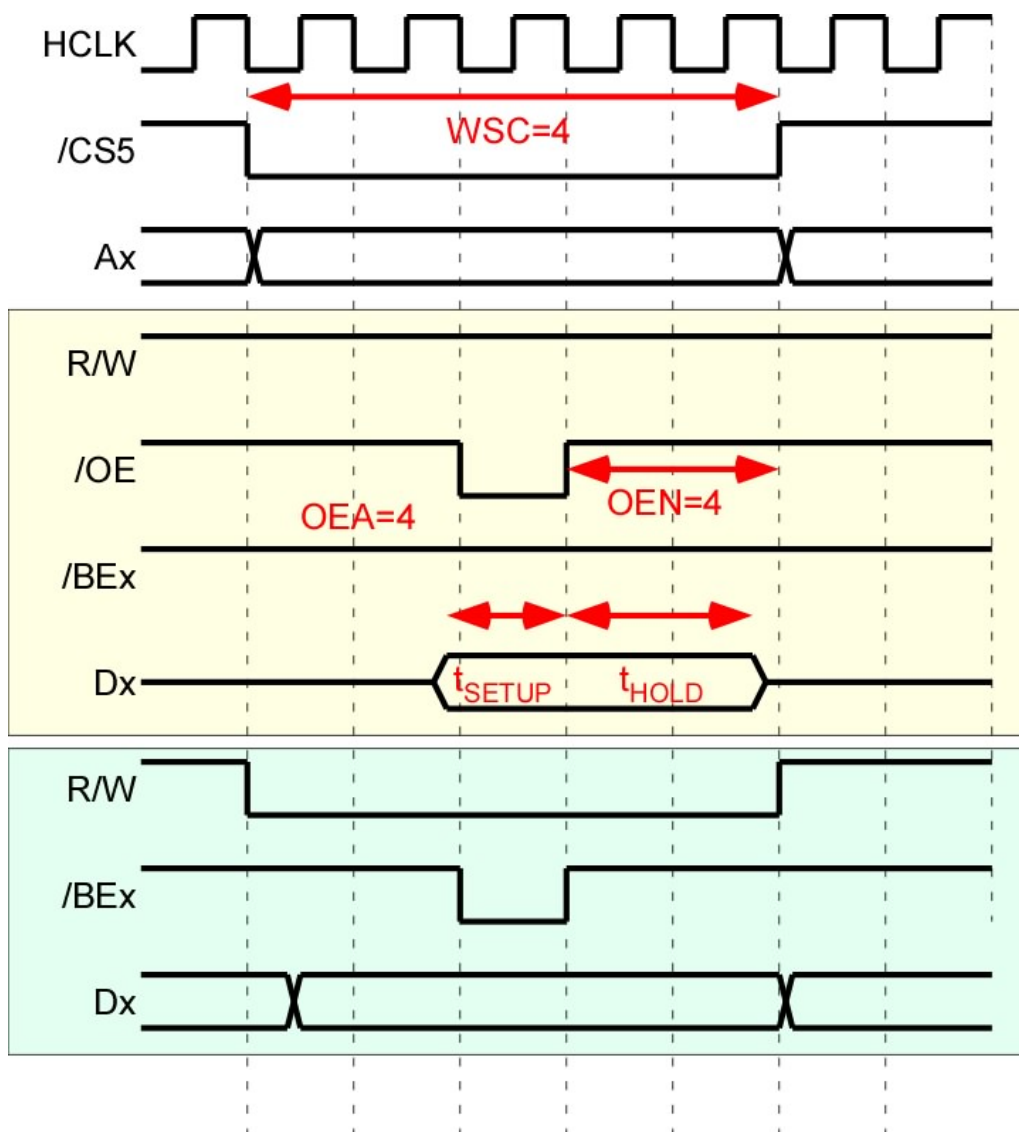 HCLK
WSC=4
/CS5
Ax
R/W
/OE
OEA=4
OEN=4
/BEx
Dx
tSETUP
tHOLD
R/W
/BEx
Dx